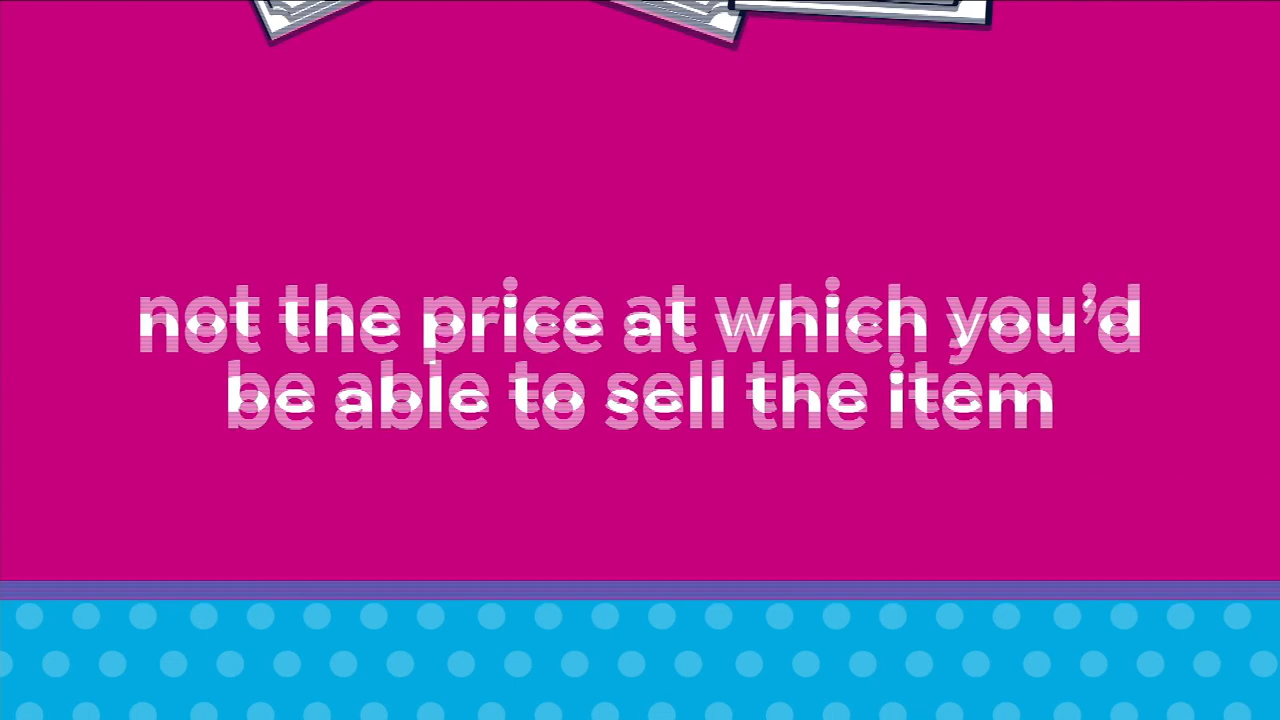 not the price at which you’d
be able to sell the item